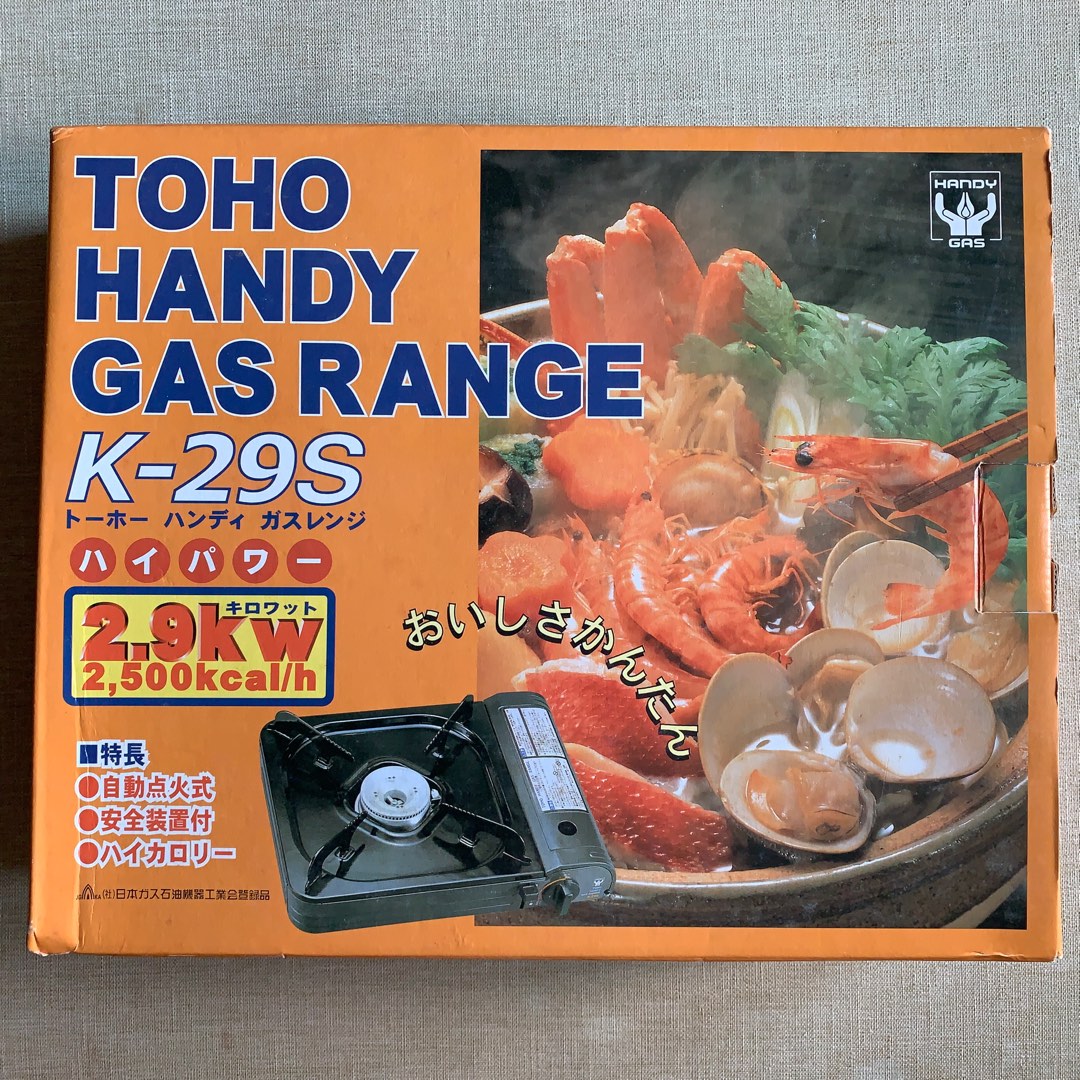 TOHO
HANDY
GAS RANGE
K-29S
トーホー ハンディ ガスレンジ
ハイパワー
キロワット
2.9kw
2,500kcal/h
おいしさかんたん
■特長
●自動点火式
●安全装置付
●ハイカロリー
(社)日本ガス石油機器工業会登録品
HANDY
GAS